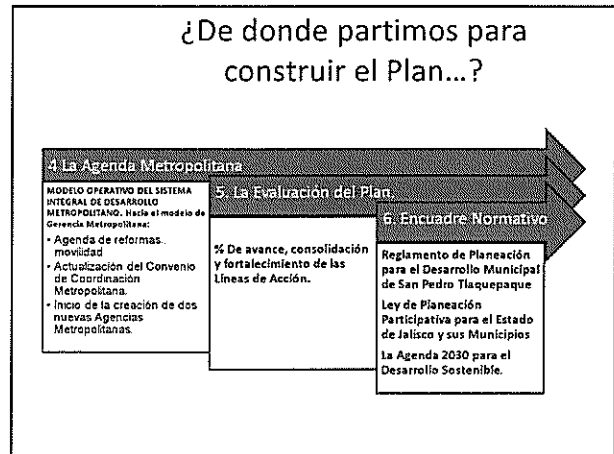 ¿De donde partimos para
construir el Plan...?
4 La Agenda Metropolitana
MODELO OPERATIVO DEL SISTEMA
INTEGRAL DE DESARROLLO
METROPOLITANO. Hacia el modelo de
Gerencia Metropolitana:
• Agenda de reformas.
movilidad
• Actualización del Convenio
de Coordinación
Metropolitana.
• Inicio de la creación de dos
nuevas Agencias
Metropolitanas.
5. La Evaluación del Plan.
% De avance, consolidación
y fortalecimiento de las
Líneas de Acción.
6. Encuadre Normativo
Reglamento de Planeación
para el Desarrollo Municipal
de San Pedro Tlaquepaque
Ley de Planeación
Participativa para el Estado
de Jalisco y sus Municipios
La Agenda 2030 para el
Desarrollo Sostenible.